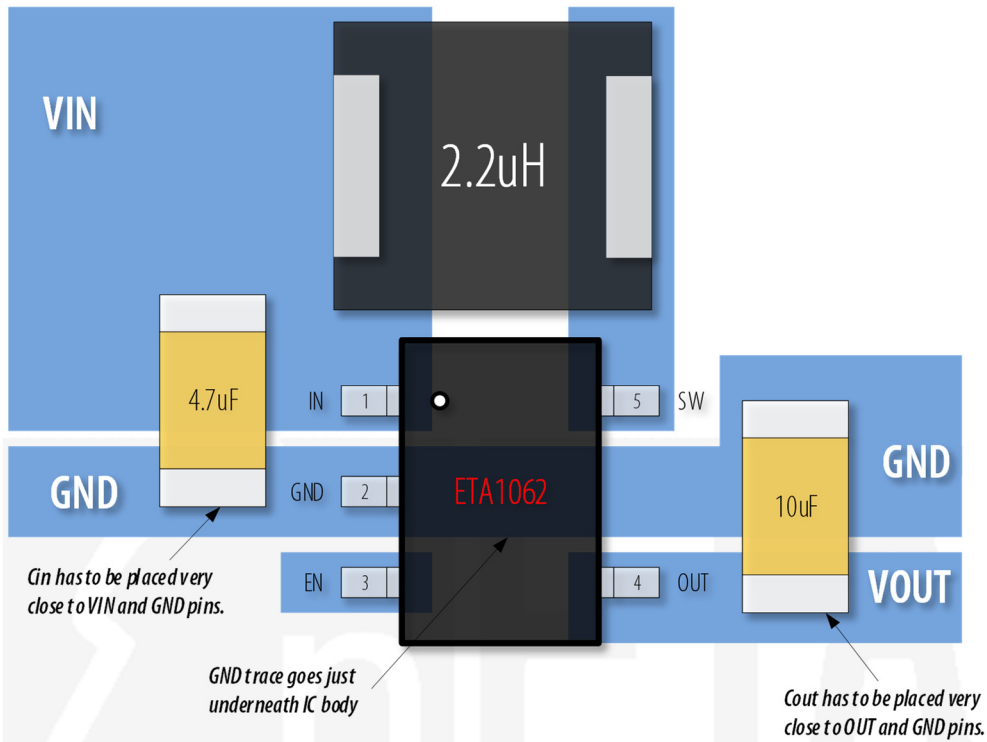 VIN
2.2uH
4.7uF
IN
1
5
SW
GND
GND
2
ETA1062
GND
10uF
EN
3
4
OUT
VOUT
Cin has to be placed very
close to VIN and GND pins.
GND trace goes just
underneath IC body
Cout has to be placed very
close to OUT and GND pins.